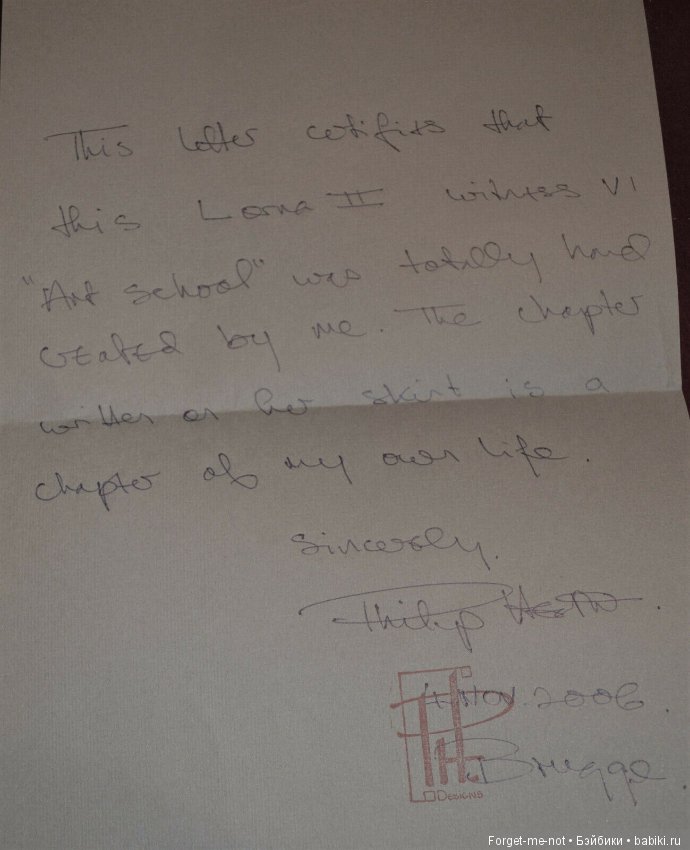 This letter certifies that
this Lorna II witness VI
"Art school" was totally hand
created by me. The chapter
written on her skirt is a
chapter of my own life.
Sincerely.
Philip Heath.
Nov. 2006.
Brugge.
PH
DESIGNS
Forget-me-not • Бэйбики • babiki.ru